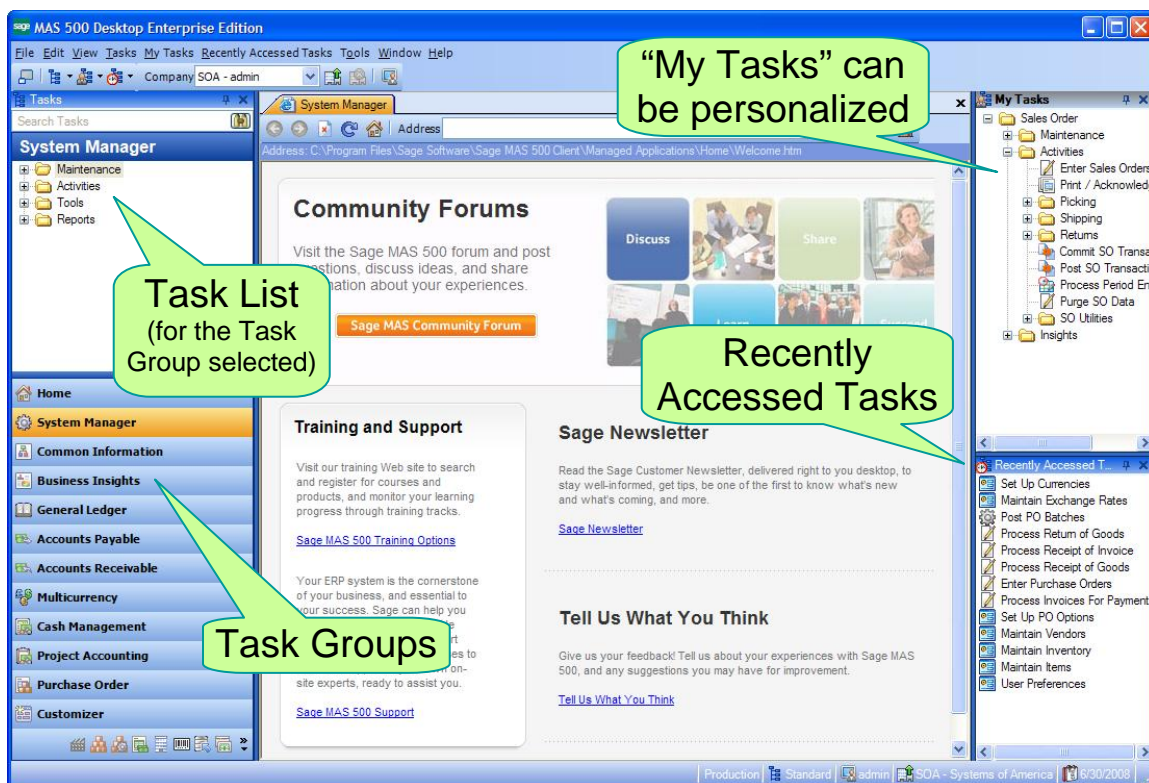 sage MAS 500 Desktop Enterprise Edition
File Edit View Tasks My Tasks Recently Accessed Tasks Tools Window Help
Company SOA - admin
Tasks
Search Tasks
System Manager
Maintenance
Activities
Tools
Reports
Task List
(for the Task
Group selected)
Home
System Manager
Common Information
Business Insights
General Ledger
Accounts Payable
Accounts Receivable
Multicurrency
Cash Management
Project Accounting
Purchase Order
Customizer
Task Groups
System Manager
Address
Address: C:\Program Files\Sage Software\Sage MAS 500 Client\Managed Applications\Home\Welcome.htm
Community Forums
Visit the Sage MAS 500 forum and post
discuss ideas, and share
about your experiences.
Sage MAS Community Forum
Discuss
Share
Learn
Training and Support
Visit our training Web site to search
and register for courses and
products, and monitor your learning
progress through training tracks.
Sage MAS 500 Training Options
Your ERP system is the cornerstone
of your business, and essential to
your success. Sage can help you
to
on-
site experts, ready to assist you.
Sage MAS 500 Support
Sage Newsletter
Read the Sage Customer Newsletter, delivered right to you desktop, to
stay well-informed, get tips, be one of the first to know what's new
and what's coming, and more.
Sage Newsletter
Tell Us What You Think
Give us your feedback! Tell us about your experiences with Sage MAS
500, and any suggestions you may have for improvement.
Tell Us What You Think
“My Tasks” can
be personalized
My Tasks
Sales Order
Maintenance
Activities
Enter Sales Orders
Print / Acknowled
Picking
Shipping
Returns
Commit SO Transa
Post SO Transacti
Process Period En
Purge SO Data
SO Utilities
Insights
Recently
Accessed Tasks
Recently Accessed T...
Set Up Currencies
Maintain Exchange Rates
Post PO Batches
Process Return of Goods
Process Receipt of Invoice
Process Receipt of Goods
Enter Purchase Orders
Process Invoices For Payment
Set Up PO Options
Maintain Vendors
Maintain Inventory
Maintain Items
User Preferences
Production Standard admin SOA - Systems of America 6/30/2008